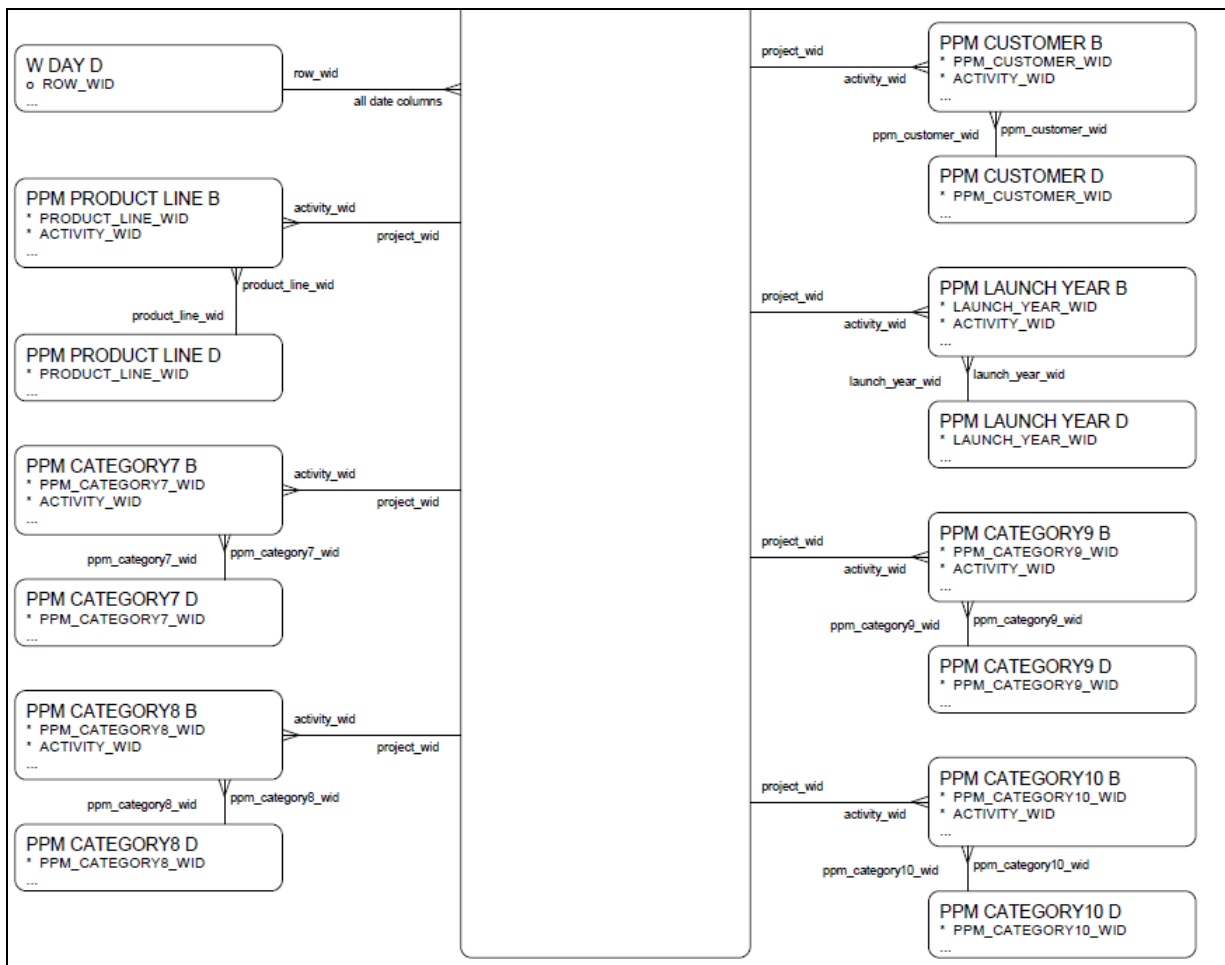 W DAY D
o ROW_WID
...
row_wid
all date columns
PPM PRODUCT LINE B
* PRODUCT_LINE_WID
* ACTIVITY_WID
...
activity_wid
project_wid
product_line_wid
product_line_wid
PPM PRODUCT LINE D
* PRODUCT_LINE_WID
...
PPM CATEGORY7 B
* PPM_CATEGORY7_WID
* ACTIVITY_WID
...
activity_wid
project_wid
ppm_category7_wid
ppm_category7_wid
PPM CATEGORY7 D
* PPM_CATEGORY7_WID
...
PPM CATEGORY8 B
* PPM_CATEGORY8_WID
* ACTIVITY_WID
...
activity_wid
project_wid
ppm_category8_wid
ppm_category8_wid
PPM CATEGORY8 D
* PPM_CATEGORY8_WID
...
project_wid
activity_wid
PPM CUSTOMER B
* PPM_CUSTOMER_WID
* ACTIVITY_WID
...
ppm_customer_wid
ppm_customer_wid
PPM CUSTOMER D
* PPM_CUSTOMER_WID
...
project_wid
activity_wid
PPM LAUNCH YEAR B
* LAUNCH_YEAR_WID
* ACTIVITY_WID
...
launch_year_wid
launch_year_wid
PPM LAUNCH YEAR D
* LAUNCH_YEAR_WID
...
project_wid
activity_wid
PPM CATEGORY9 B
* PPM_CATEGORY9_WID
* ACTIVITY_WID
...
ppm_category9_wid
ppm_category9_wid
PPM CATEGORY9 D
* PPM_CATEGORY9_WID
...
project_wid
activity_wid
PPM CATEGORY10 B
* PPM_CATEGORY10_WID
* ACTIVITY_WID
...
ppm_category10_wid
ppm_category10_wid
PPM CATEGORY10 D
* PPM_CATEGORY10_WID
...